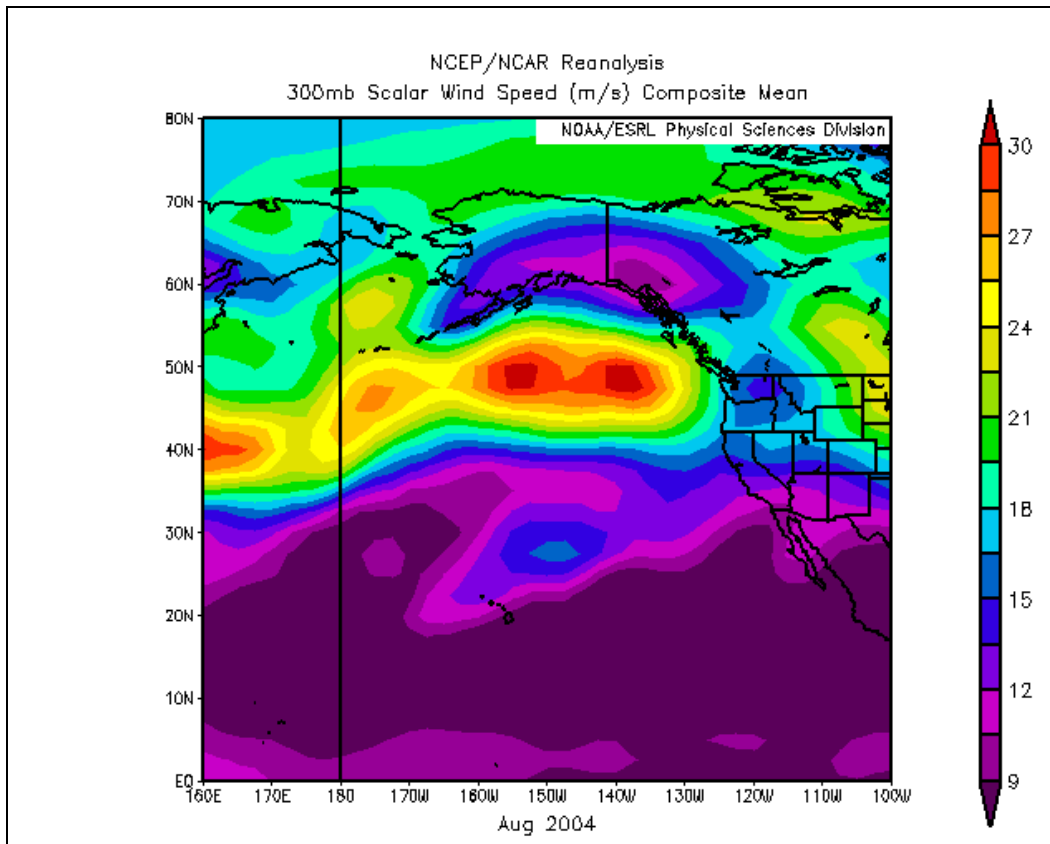 NCEP/NCAR Reanalysis
300mb Scalar Wind Speed (m/s) Composite Mean
NOAA/ESRL Physical Sciences Division
80N
70N
60N
50N
40N
30N
20N
10N
EQ
160E 170E 180 170W 160W 150W 140W 130W 120W 110W 100W
Aug 2004
30
27
24
21
18
15
12
9